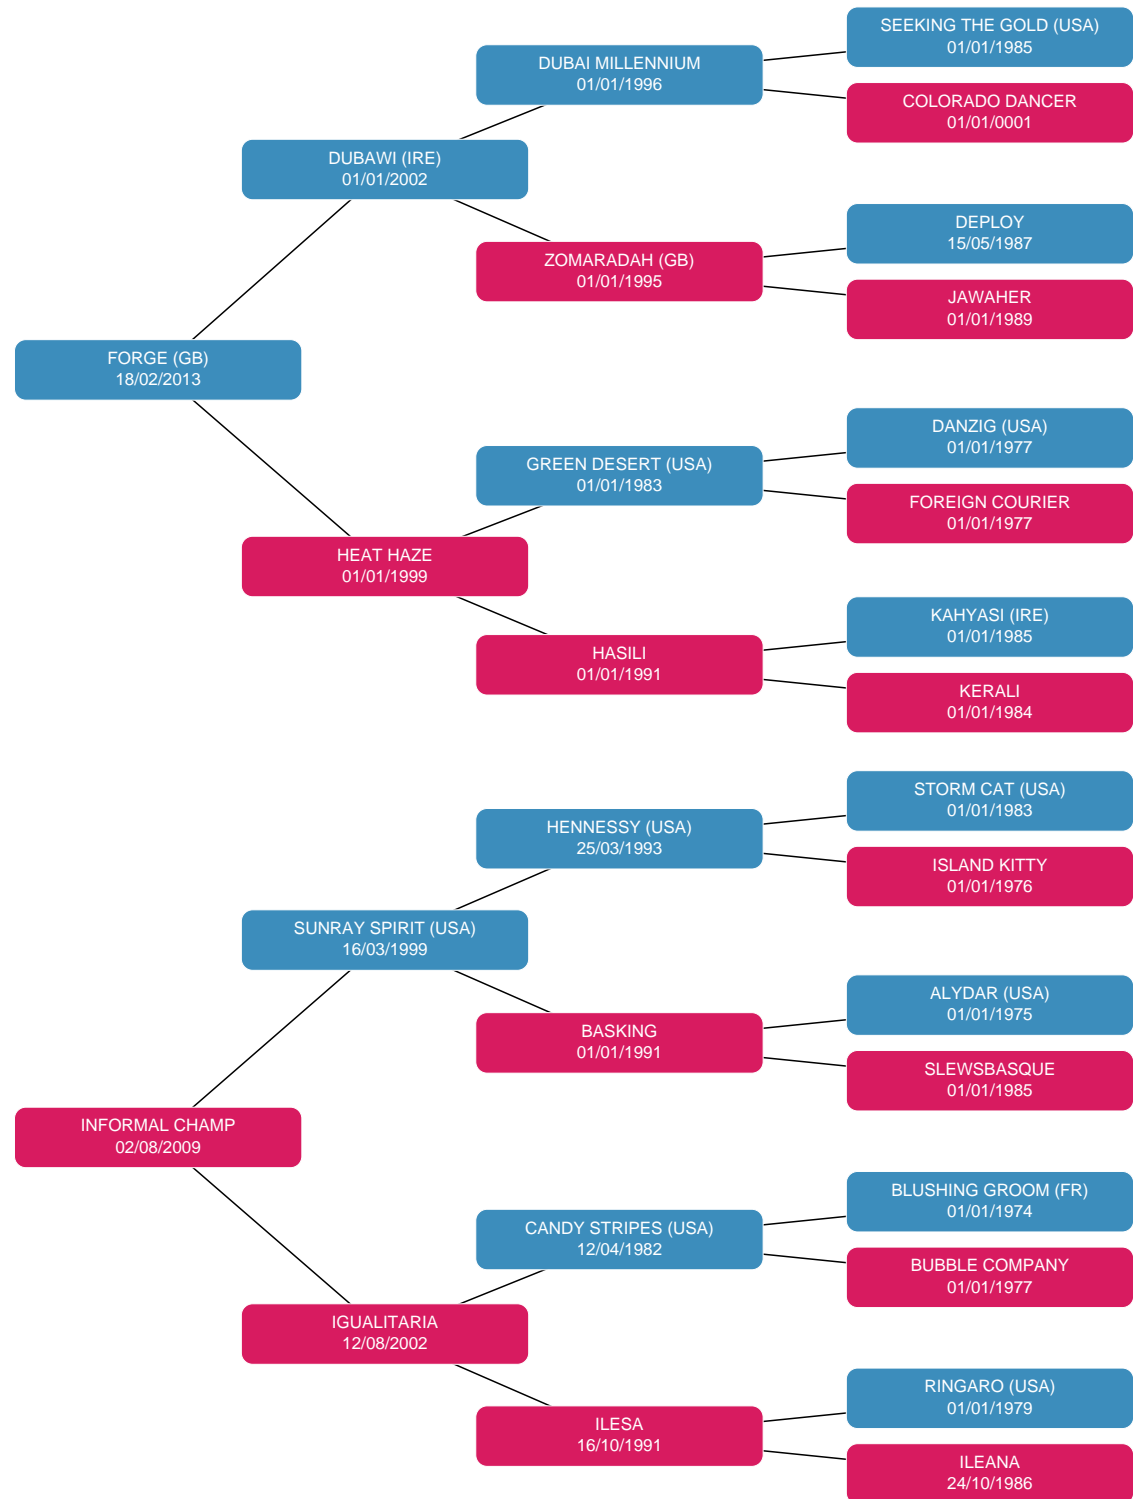 SEEKING THE GOLD (USA)
01/01/1985
DUBAI MILLENNIUM
01/01/1996
COLORADO DANCER
01/01/0001
DUBAWI (IRE)
01/01/2002
DEPLOY
15/05/1987
ZOMARADAH (GB)
01/01/1995
JAWAHER
01/01/1989
FORGE (GB)
18/02/2013
DANZIG (USA)
01/01/1977
GREEN DESERT (USA)
01/01/1983
FOREIGN COURIER
01/01/1977
HEAT HAZE
01/01/1999
KAHYASI (IRE)
01/01/1985
HASILI
01/01/1991
KERALI
01/01/1984
STORM CAT (USA)
01/01/1983
HENNESSY (USA)
25/03/1993
ISLAND KITTY
01/01/1976
SUNRAY SPIRIT (USA)
16/03/1999
ALYDAR (USA)
01/01/1975
BASKING
01/01/1991
SLEWSBASQUE
01/01/1985
INFORMAL CHAMP
02/08/2009
BLUSHING GROOM (FR)
01/01/1974
CANDY STRIPES (USA)
12/04/1982
BUBBLE COMPANY
01/01/1977
IGUALITARIA
12/08/2002
RINGARO (USA)
01/01/1979
ILESA
16/10/1991
ILEANA
24/10/1986